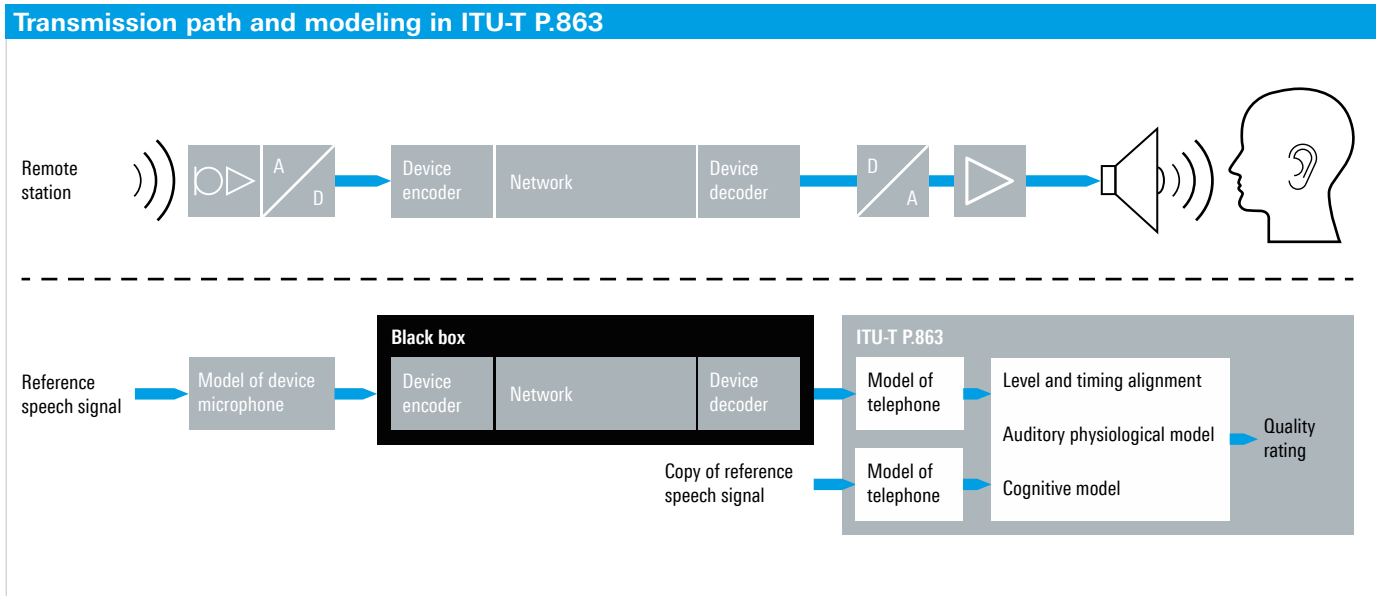 Transmission path and modeling in ITU-T P.863
Remote
station
A
D
Device
encoder
Network
Device
decoder
D
A
Reference
speech signal
Model of device
microphone
Black box
Device
encoder
Network
Device
decoder
ITU-T P.863
Model of
telephone
Level and timing alignment
Auditory physiological model
Cognitive model
Quality
rating
Copy of reference
speech signal
Model of
telephone